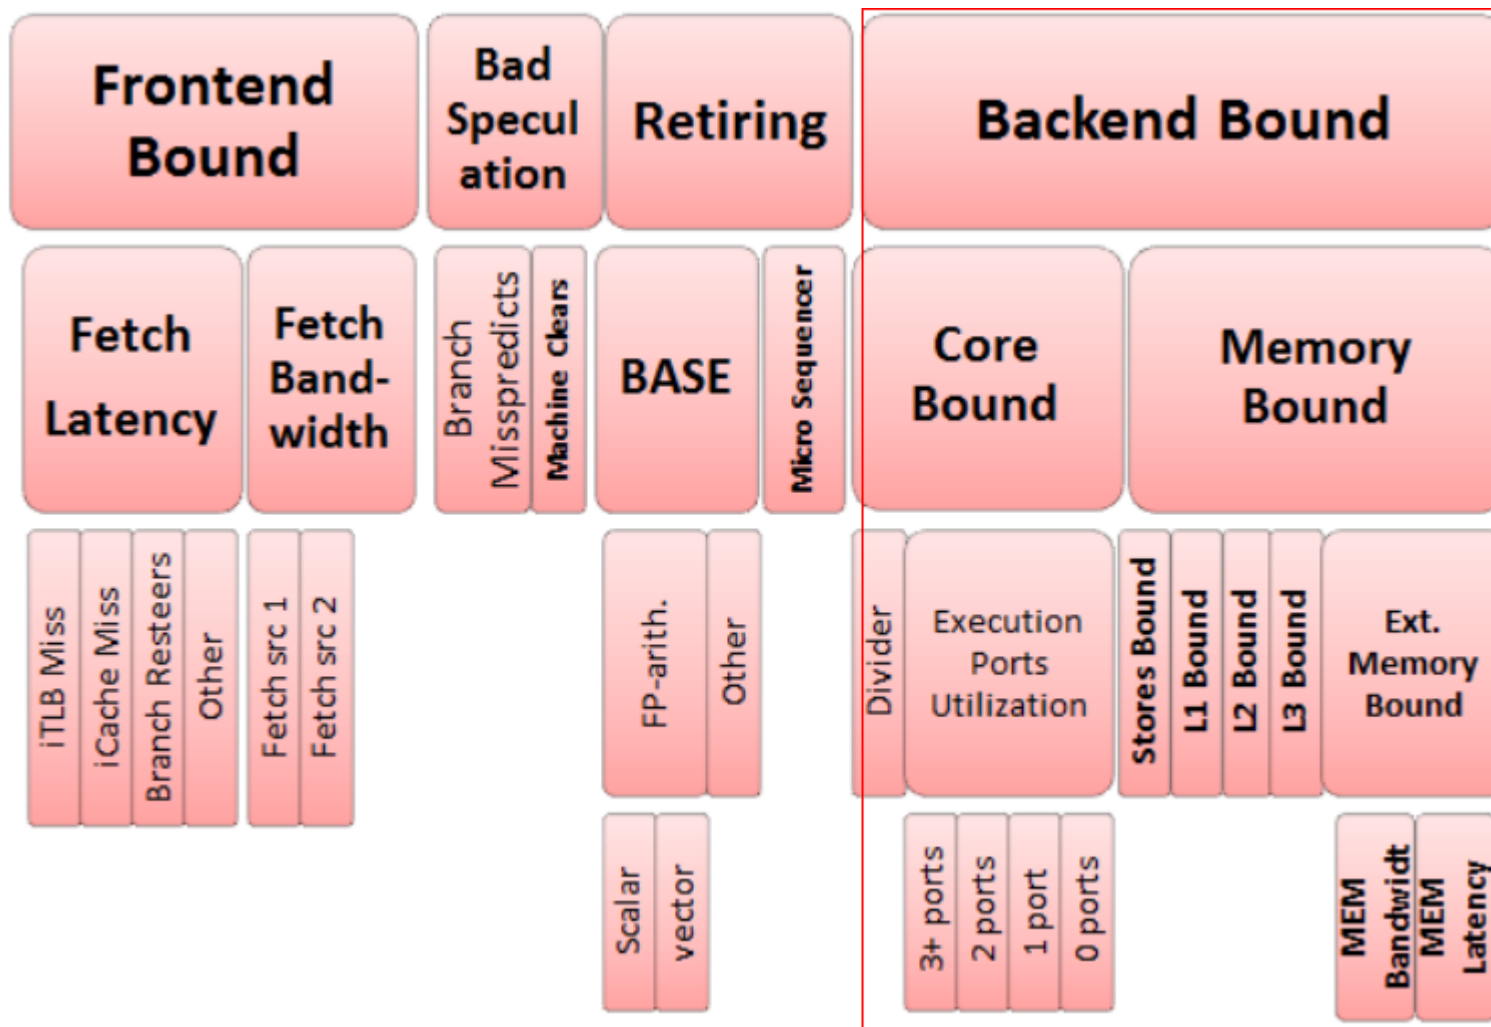 Frontend
Bound
Bad
Specul
ation
Retiring
Backend Bound
Fetch
Latency
Fetch
Band-
width
Branch
Misspredicts
Machine Clears
BASE
Micro Sequencer
Core
Bound
Memory
Bound
iTLB Miss
iCache Miss
Branch Resteers
Other
Fetch src 1
Fetch src 2
FP-arith.
Other
Divider
Execution
Ports
Utilization
Stores Bound
L1 Bound
L2 Bound
L3 Bound
Ext.
Memory
Bound
Scalar
vector
3+ ports
2 ports
1 port
0 ports
MEM
Bandwidt
MEM
Latency